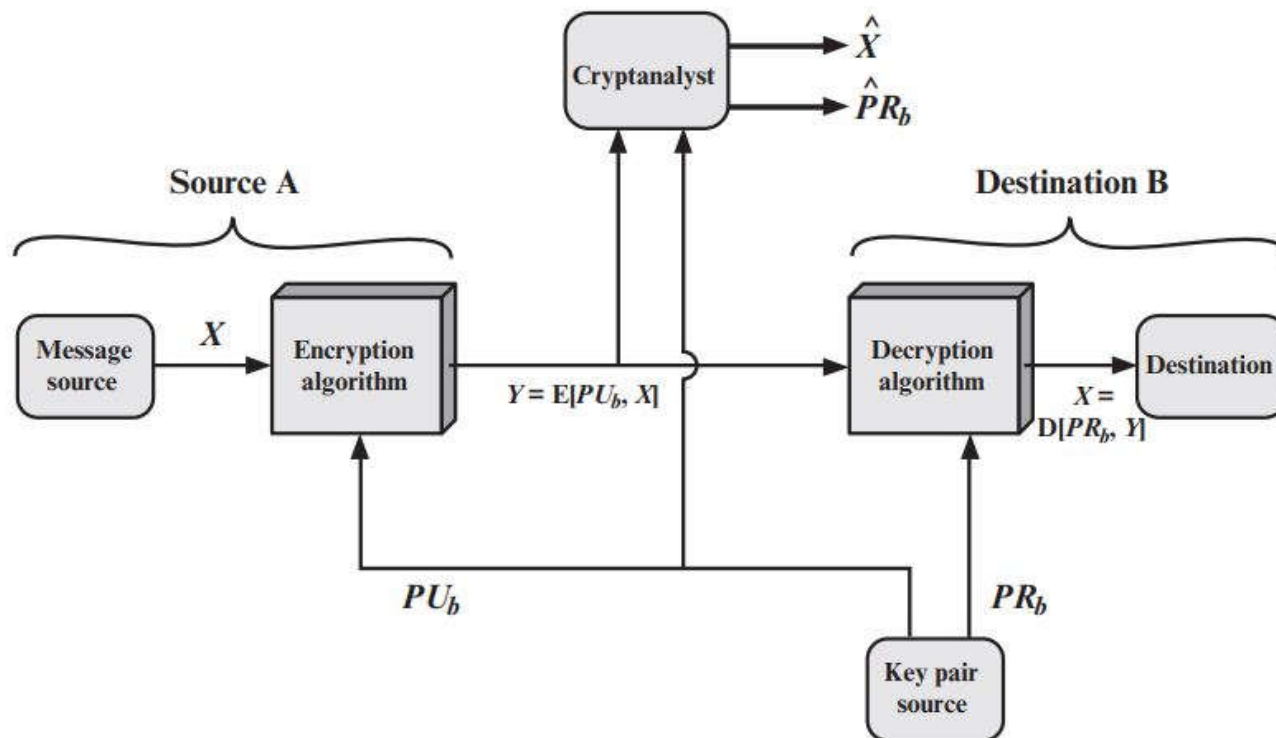 X̂
Cryptanalyst
P̂R_b
Source A
Destination B
Message
source
X
Encryption
algorithm
Y = E[PU_b, X]
Decryption
algorithm
X =
D[PR_b, Y]
Destination
PU_b
PR_b
Key pair
source